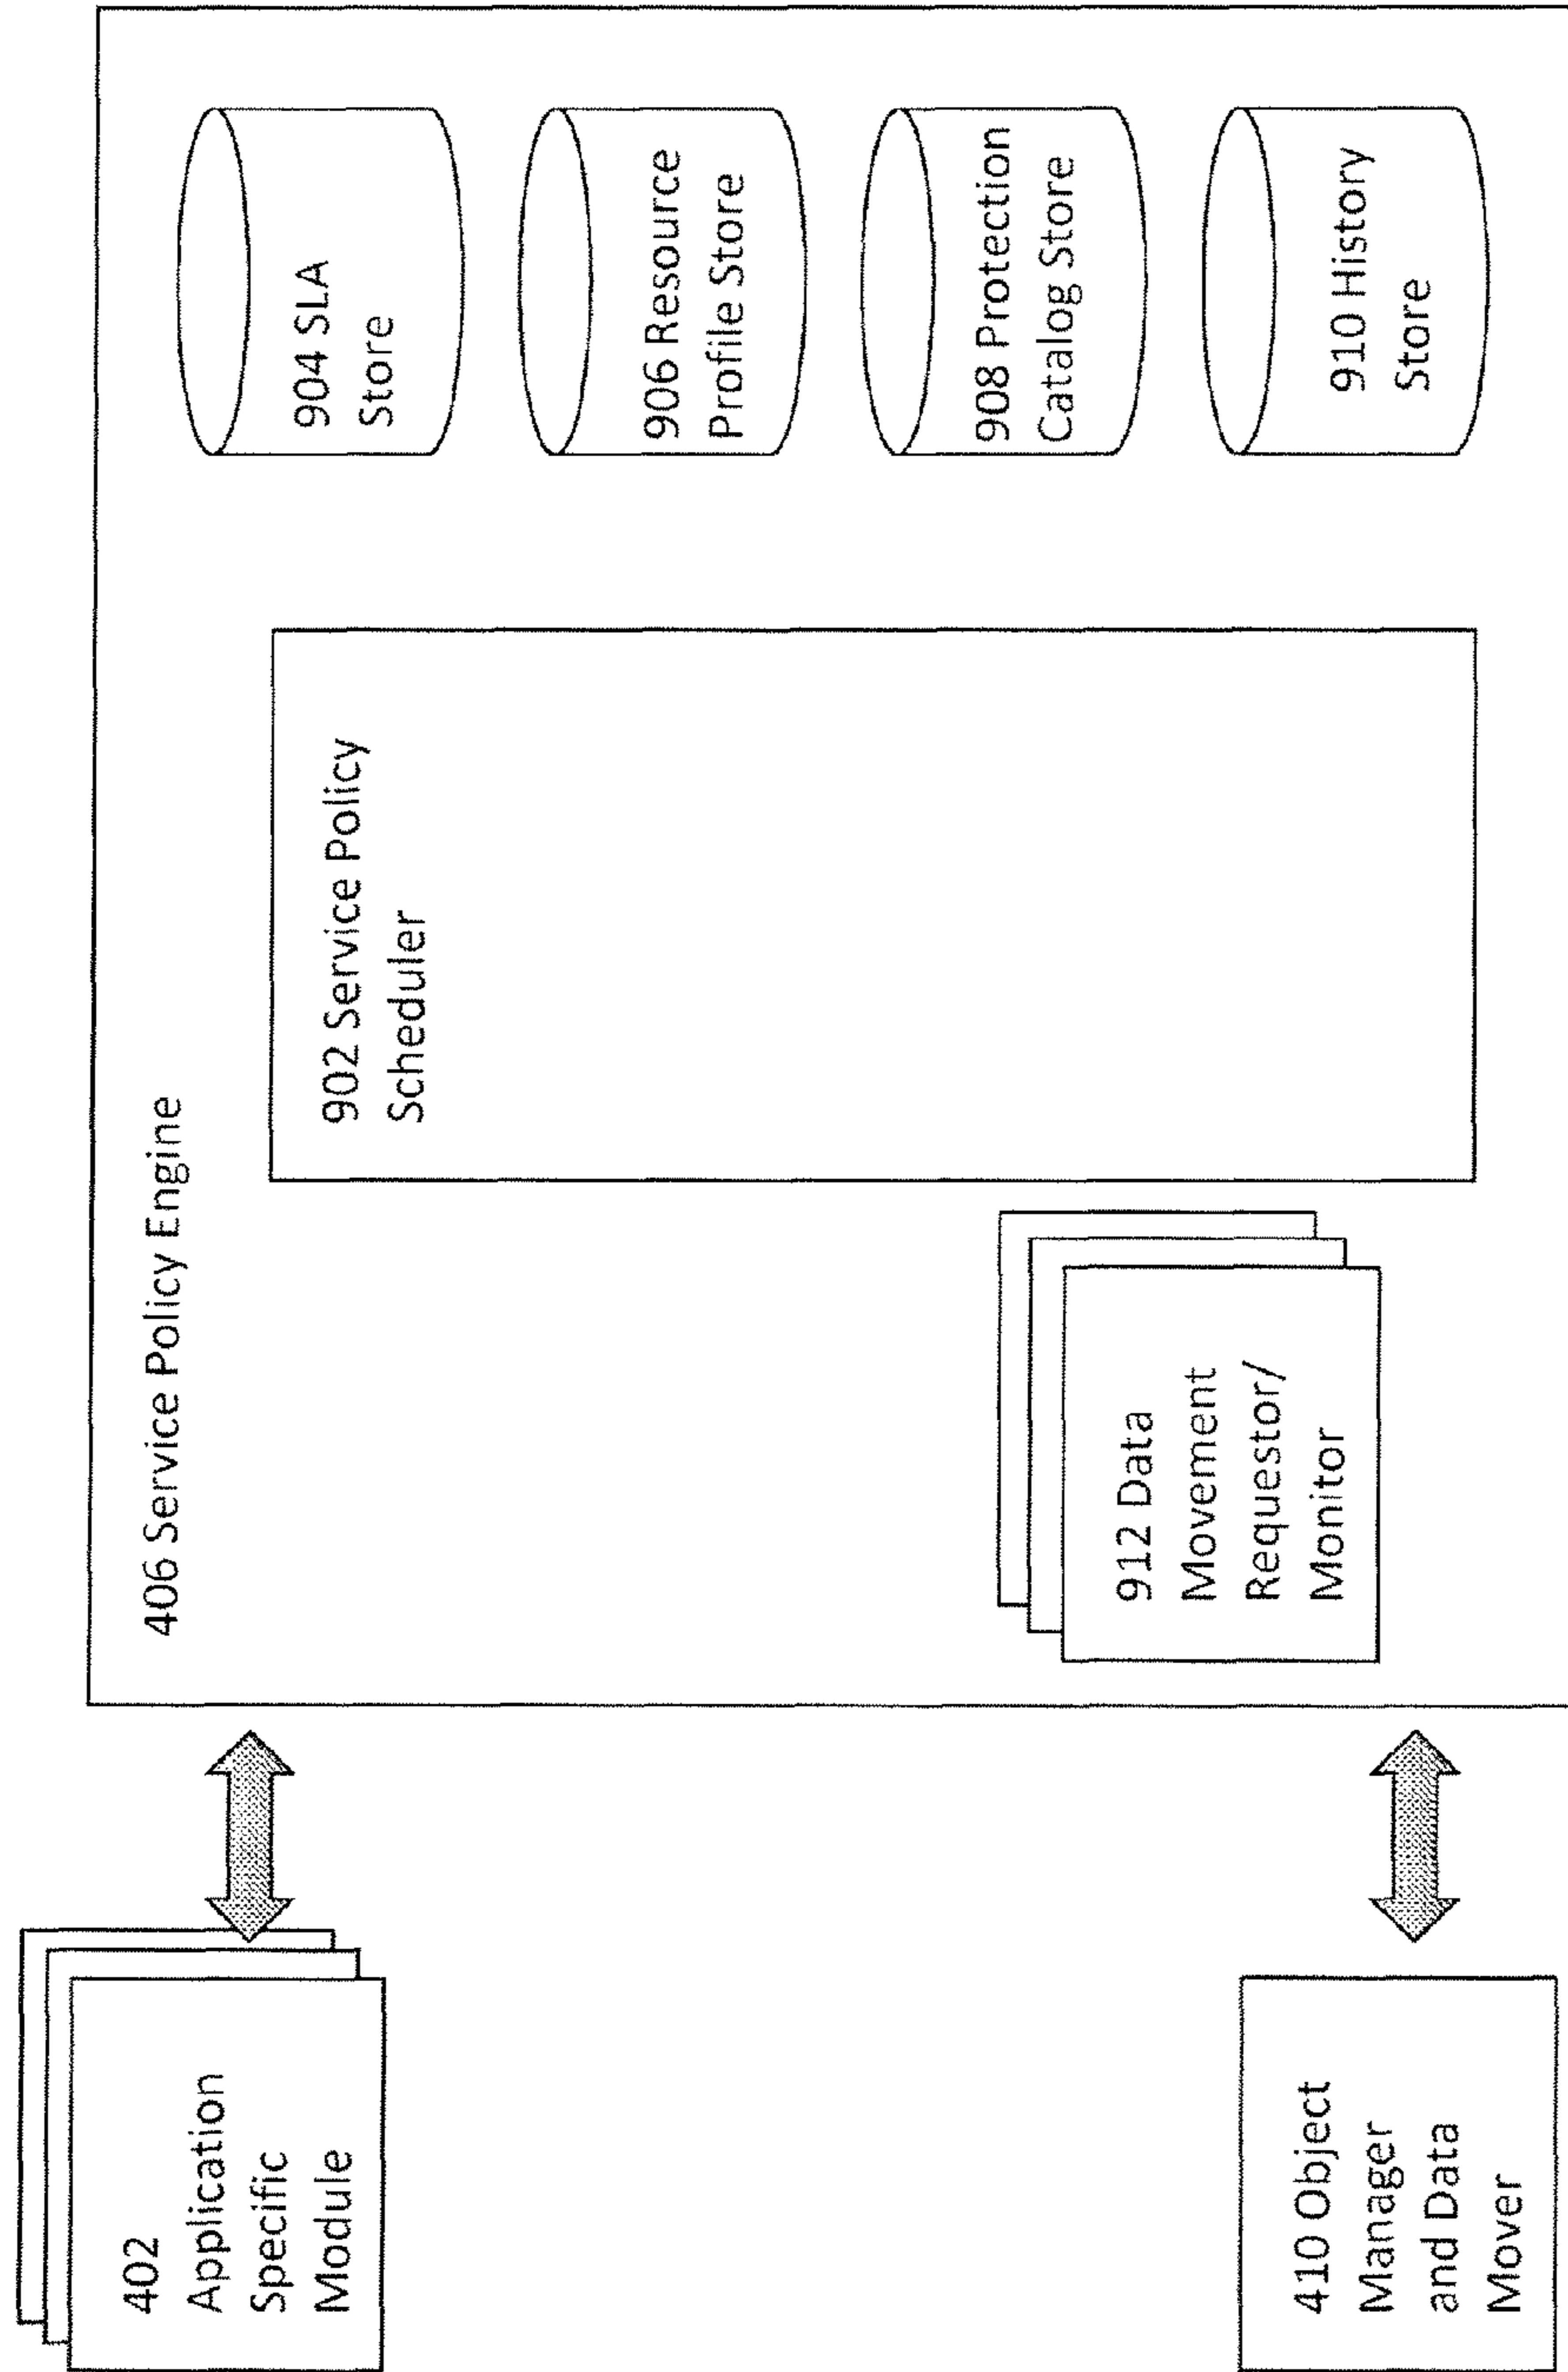 402
Application
Specific
Module
410 Object
Manager
and Data
Mover
406 Service Policy Engine
912 Data
Movement
Requestor/
Monitor
902 Service Policy
Scheduler
904 SLA
Store
906 Resource
Profile Store
908 Protection
Catalog Store
910 History
Store